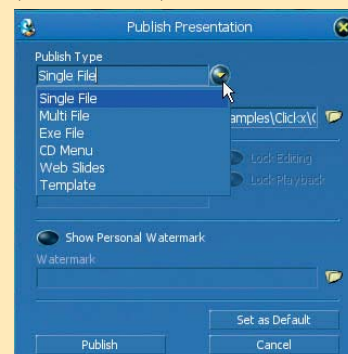 Publish Presentation
Publish Type
Single File
Single File
Multi File
Exe File
CD Menu
Web Slides
Template
amples\Clickx\
Lock Editing
Lock Playback
Show Personal Watermark
Watermark
Set as Default
Publish
Cancel